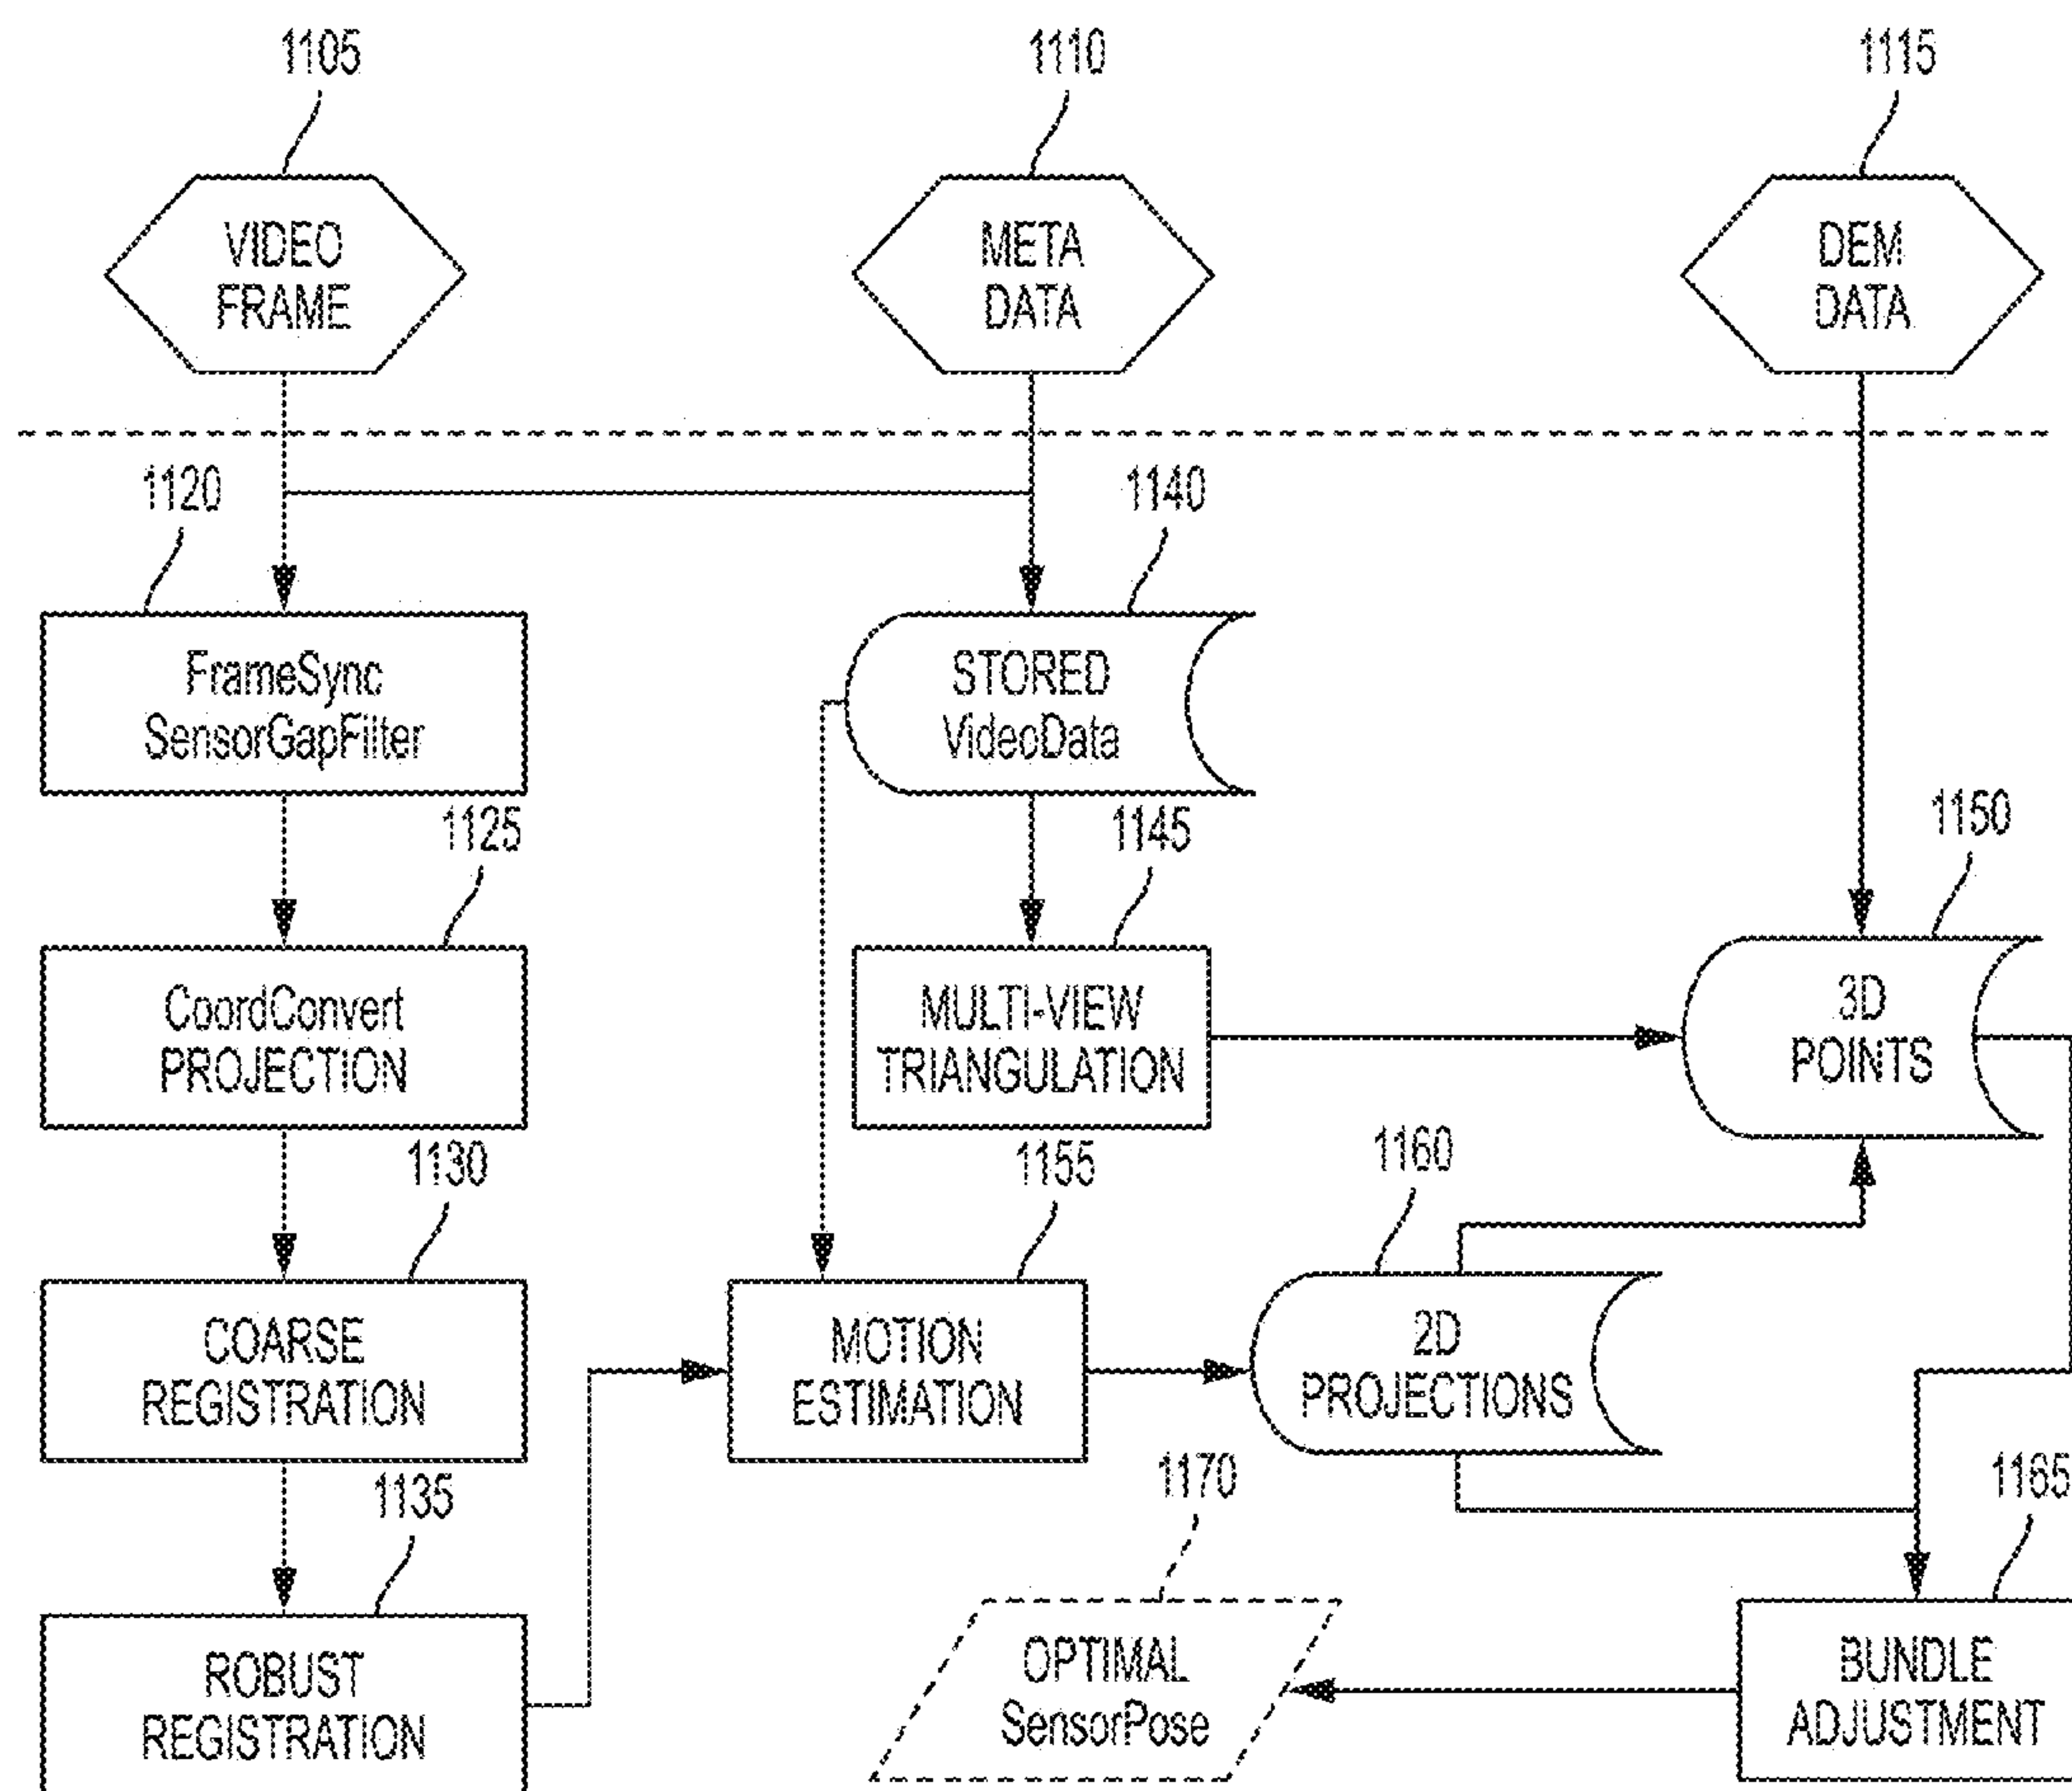 1105
1110
1115
VIDEO
FRAME
META
DATA
DEM
DATA
1120
1140
FrameSync
SensorGapFilter
STORED
VideoData
1125
1145
1150
CoordConvert
PROJECTION
MULTI-VIEW
TRIANGULATION
3D
POINTS
1130
1155
1160
COARSE
REGISTRATION
MOTION
ESTIMATION
2D
PROJECTIONS
1135
1170
1165
ROBUST
REGISTRATION
OPTIMAL
SensorPose
BUNDLE
ADJUSTMENT